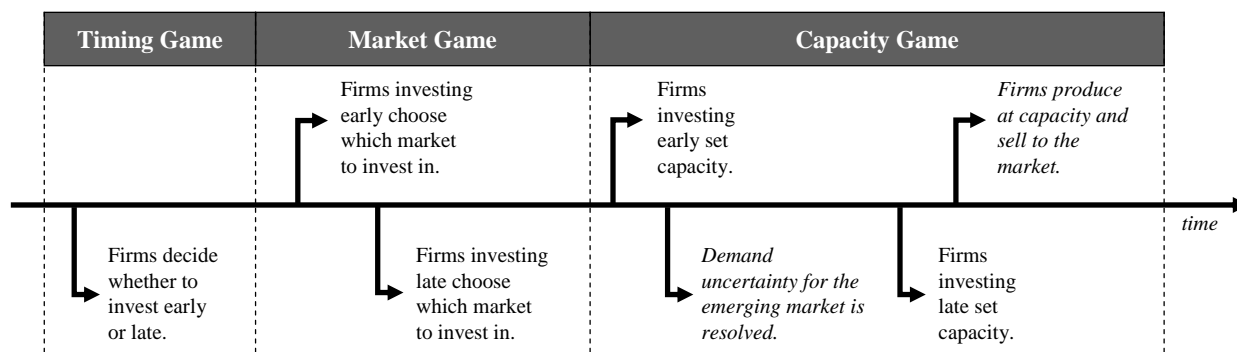 Timing Game
Market Game
Capacity Game
Firms investing
early choose
which market
to invest in.
Firms
investing
early set
capacity.
Firms produce
at capacity and
sell to the
market.
time
Firms decide
whether to
invest early
or late.
Firms investing
late choose
which market
to invest in.
Demand
uncertainty for the
emerging market is
resolved.
Firms
investing
late set
capacity.